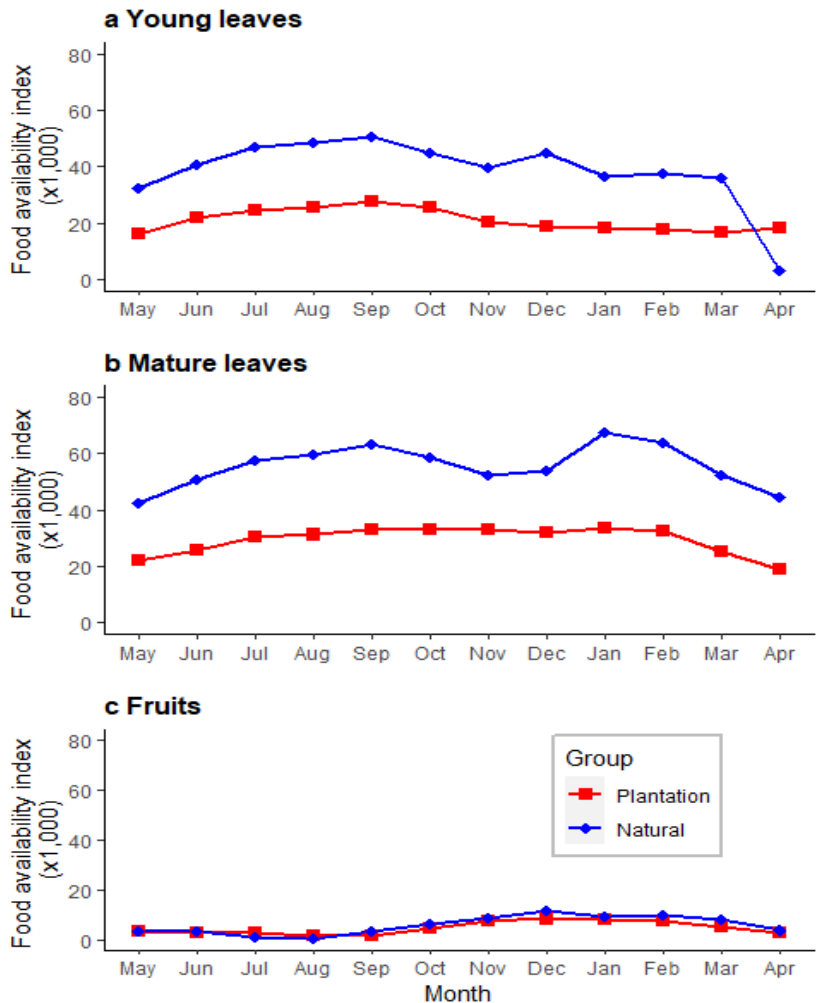 a Young leaves
Food availability index
(x1,000)
80
60
40
20
0
May Jun Jul Aug Sep Oct Nov Dec Jan Feb Mar Apr
b Mature leaves
Food availability index
(x1,000)
80
60
40
20
0
May Jun Jul Aug Sep Oct Nov Dec Jan Feb Mar Apr
c Fruits
Food availability index
(x1,000)
80
60
40
20
0
Group
Plantation
Natural
May Jun Jul Aug Sep Oct Nov Dec Jan Feb Mar Apr
Month